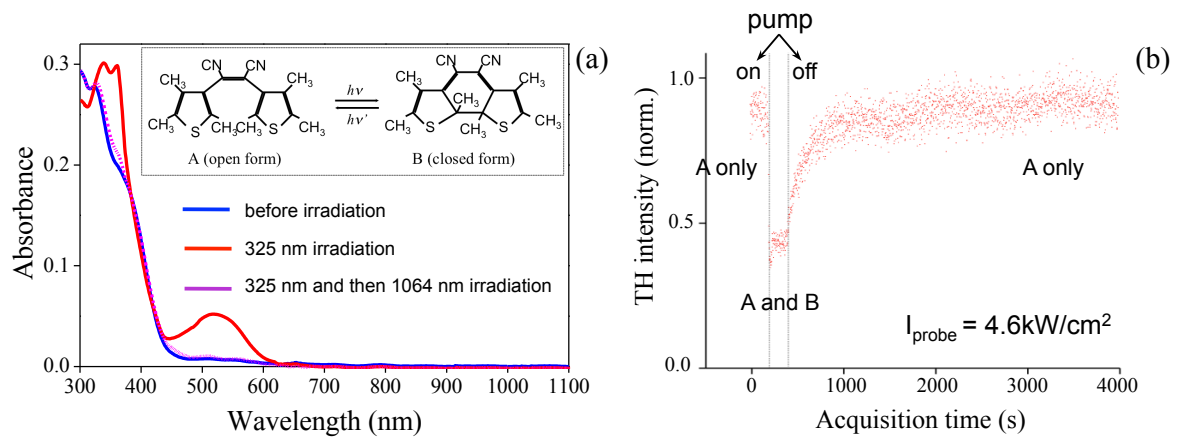 (a)
0.3
0.2
0.1
0.0
Absorbance
300 400 500 600 700 800 900 1000 1100
Wavelength (nm)
CN CN
CH₃ CH₃ CH₃
CH₃ S CH₃ CH₃ S CH₃
A (open form)
hν
hν'
CN CN
CH₃ CH₃ CH₃
CH₃ S CH₃ S CH₃
B (closed form)
before irradiation
325 nm irradiation
325 nm and then 1064 nm irradiation
(b)
pump
on off
1.0
0.5
0.0
TH intensity (norm.)
A only
A only
A and B
I probe = 4.6kW/cm²
0 1000 2000 3000 4000
Acquisition time (s)